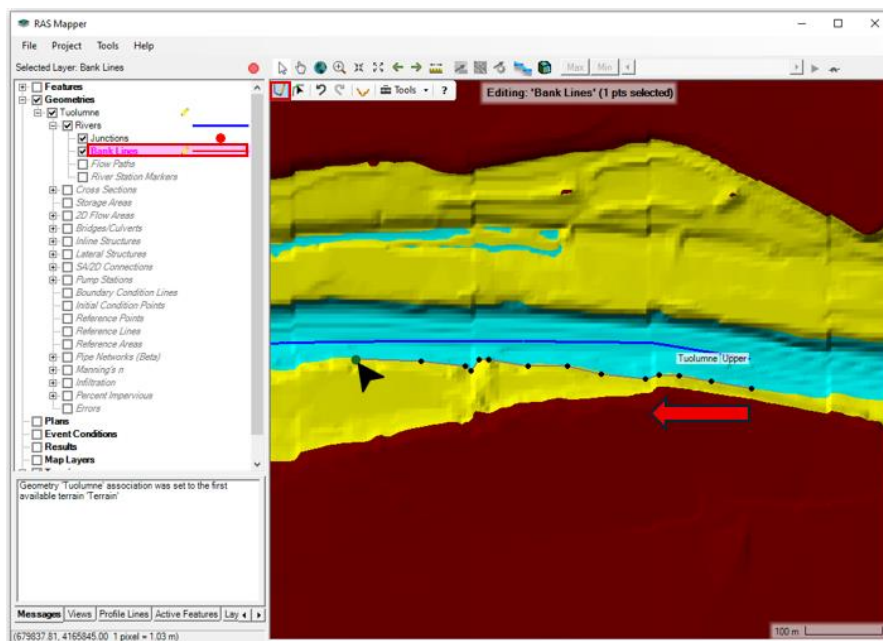 RAS Mapper
File Project Tools Help
Selected Layer: Bank Lines
Max Min
Features
Geometries
Tuolumne
Rivers
Junctions
Bank Lines
Flow Paths
River Station Markers
Cross Sections
Storage Areas
2D Flow Areas
Bridges/Culverts
Inline Structures
Lateral Structures
SA/2D Connections
Pump Stations
Boundary Condition Lines
Initial Condition Points
Reference Points
Reference Lines
Reference Areas
Pipe Networks (Beta)
Manning's n
Infiltration
Percent Impervious
Errors
Plans
Event Conditions
Results
Map Layers
Tools ?
Editing: 'Bank Lines' (1 pts selected)
Tuolumne Upper
100 m
Geometry 'Tuolumne' association was set to the first
available terrain 'Terrain'
Messages Views Profile Lines Active Features Lay
(679837.81, 4165845.00 1 pixel = 1.03 m)